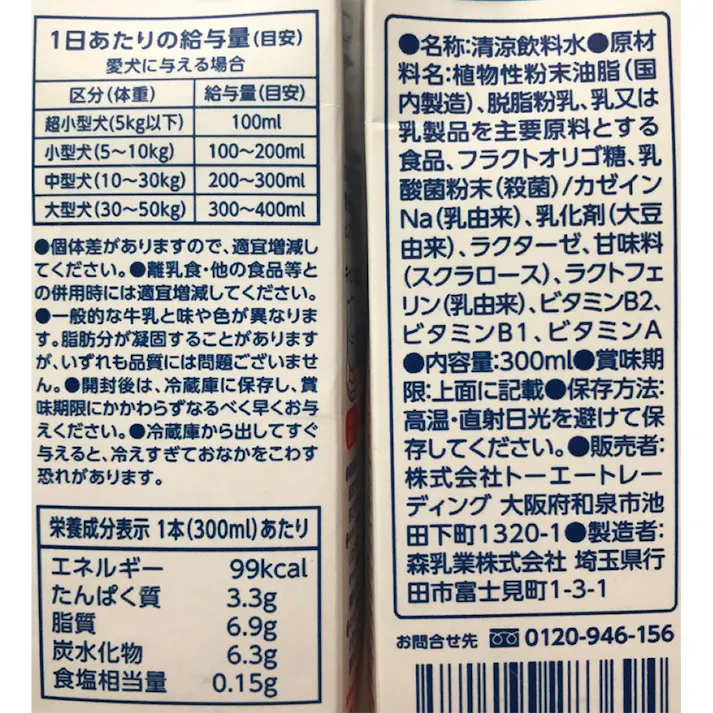 1日あたりの給与量(目安)
愛犬に与える場合
区分(体重) 給与量(目安)
超小型犬(5kg以下) 100ml
小型犬(5〜10kg) 100〜200ml
中型犬(10〜30kg) 200〜300ml
大型犬(30〜50kg) 300〜400ml
●個体差がありますので、適宜増減し
てください。●離乳食・他の食品等と
の併用時には適宜増減してください。
●一般的な牛乳と味や色が異なりま
す。脂肪分が凝固することがあります
が、いずれも品質には問題ございませ
ん。●開封後は、冷蔵庫に保存し、賞
味期限にかかわらずなるべく早くお与
えください。●冷蔵庫から出してすぐ
与えると、冷えすぎておなかをこわす
恐れがあります。
栄養成分表示 1本(300ml)あたり
エネルギー 99kcal
たんぱく質 3.3g
脂質 6.9g
炭水化物 6.3g
食塩相当量 0.15g
●名称:清涼飲料水●原材
料名:植物性粉末油脂(国
内製造)、脱脂粉乳、乳又は
乳製品を主要原料とする
食品、フラクトオリゴ糖、乳
酸菌粉末(殺菌)/カゼイン
Na(乳由来)、乳化剤(大豆
由来)、ラクターゼ、甘味料
(スクラロース)、ラクトフェ
リン(乳由来)、ビタミンB2、
ビタミンB1、ビタミンA
●内容量:300ml●賞味期
限:上面に記載●保存方法:
高温・直射日光を避けて保
存してください。●販売者:
株式会社トーエートレー
ディング 大阪府和泉市池
田下町1320-1●製造者:
森乳業株式会社 埼玉県行
田市富士見町1-3-1
お問合せ先 0120-946-156